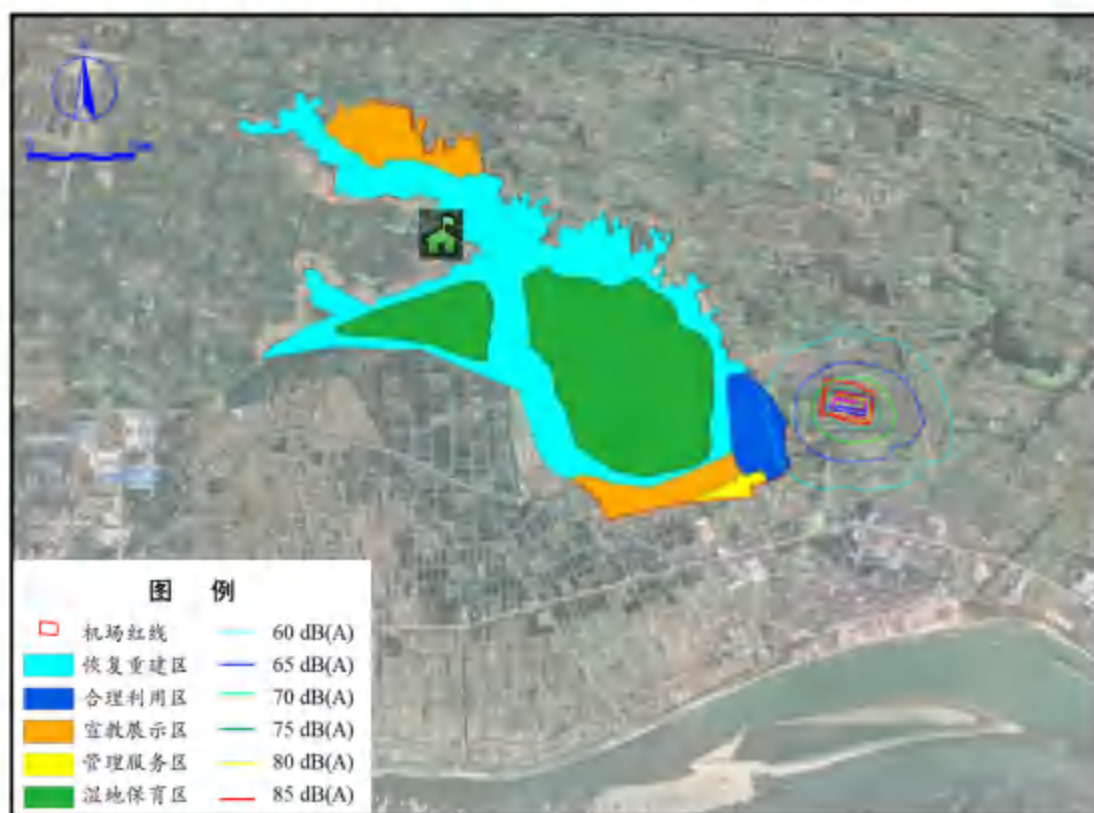 图 例
机场红线 60 dB(A)
恢复重建区 65 dB(A)
合理利用区 70 dB(A)
宣教展示区 75 dB(A)
管理服务区 80 dB(A)
湿地保育区 85 dB(A)